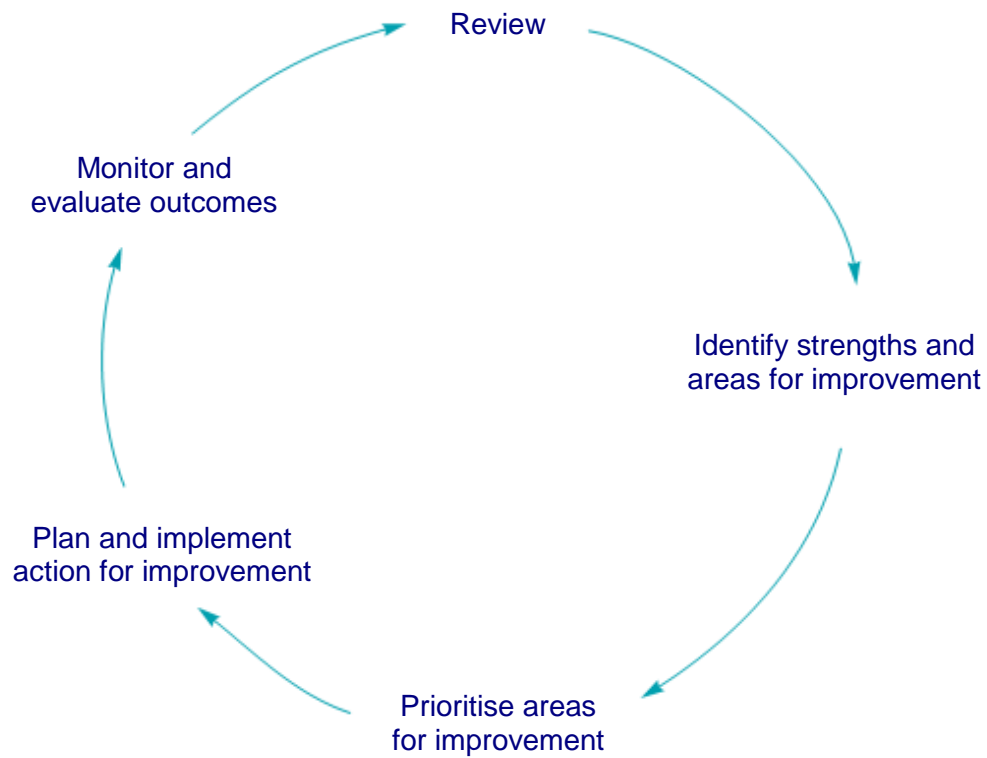 Review
Monitor and
evaluate outcomes
Identify strengths and
areas for improvement
Plan and implement
action for improvement
Prioritise areas
for improvement